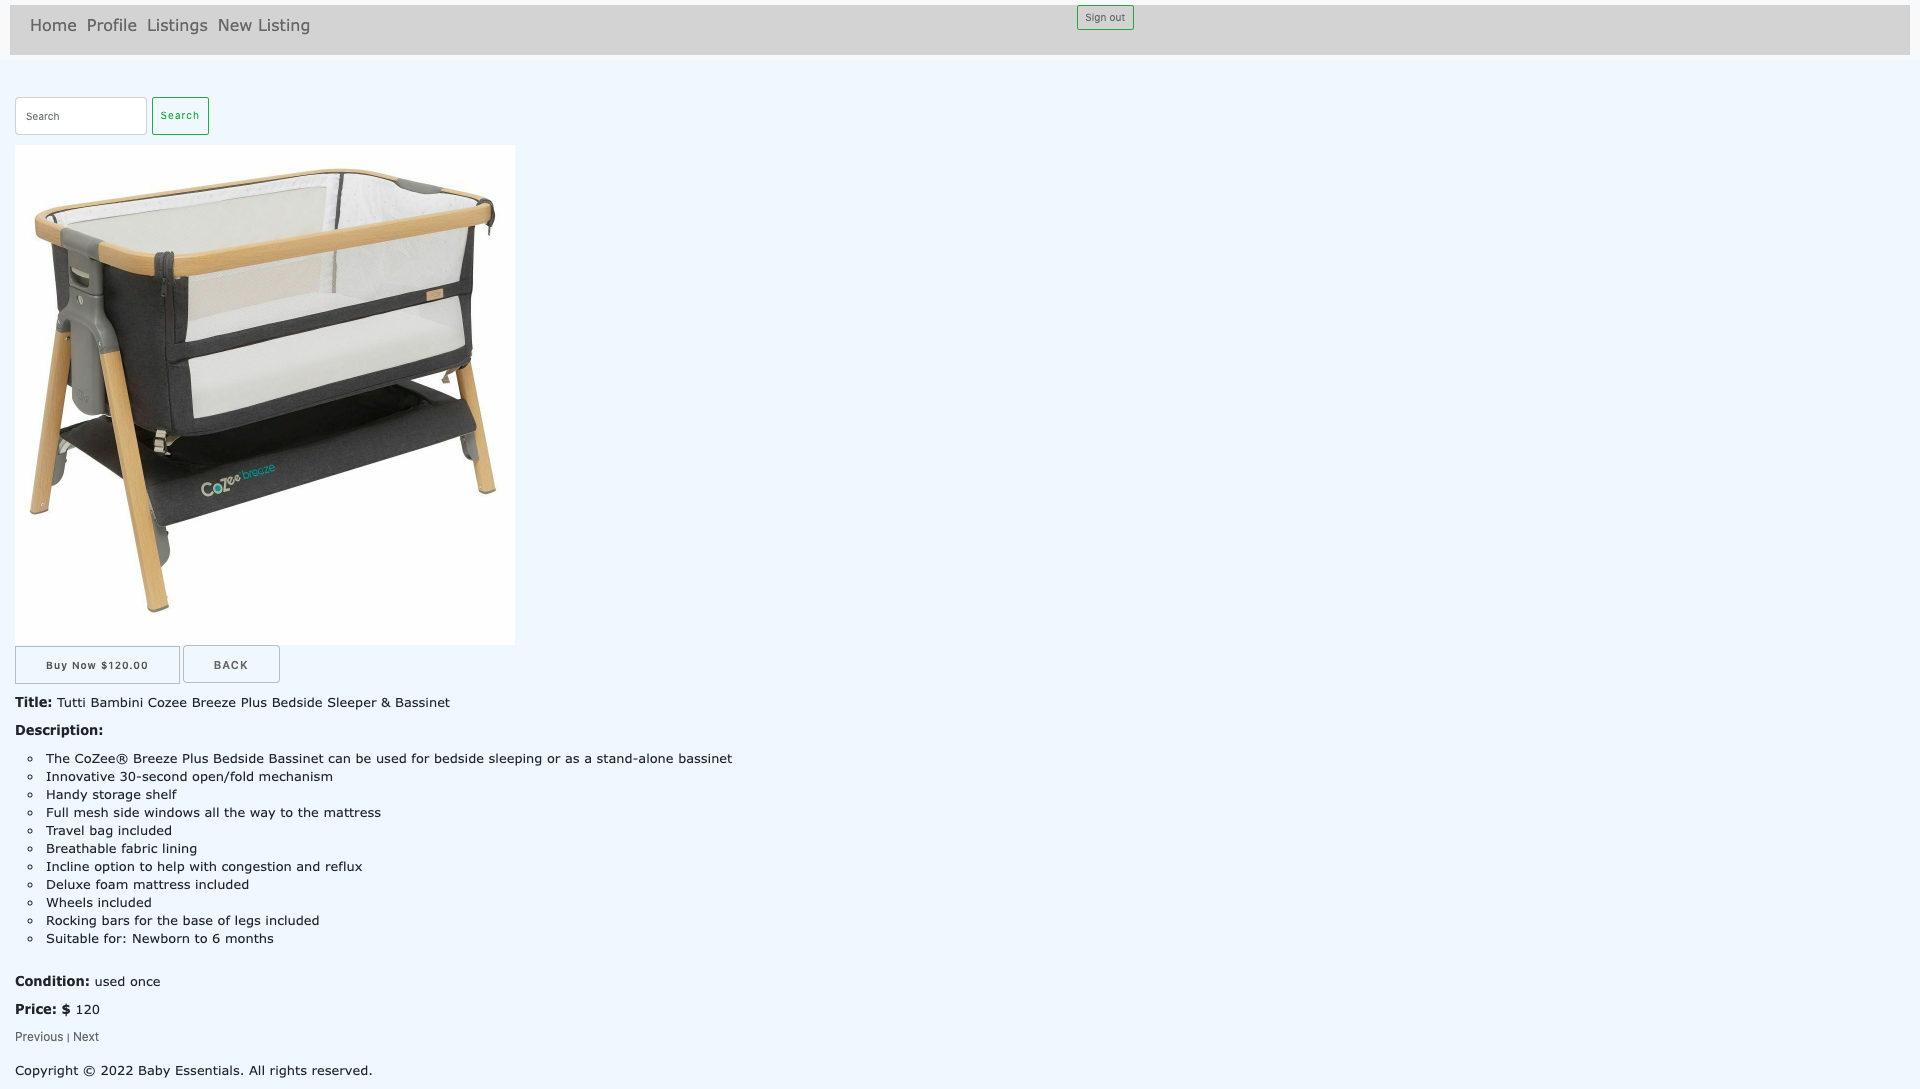 Home Profile Listings New Listing Sign out
Search Search
CoZee breeze
Buy Now $120.00 BACK
Title: Tutti Bambini Cozee Breeze Plus Bedside Sleeper & Bassinet
Description:
The CoZee® Breeze Plus Bedside Bassinet can be used for bedside sleeping or as a stand-alone bassinet
Innovative 30-second open/fold mechanism
Handy storage shelf
Full mesh side windows all the way to the mattress
Travel bag included
Breathable fabric lining
Incline option to help with congestion and reflux
Deluxe foam mattress included
Wheels included
Rocking bars for the base of legs included
Suitable for: Newborn to 6 months
Condition: used once
Price: $ 120
Previous | Next
Copyright © 2022 Baby Essentials. All rights reserved.